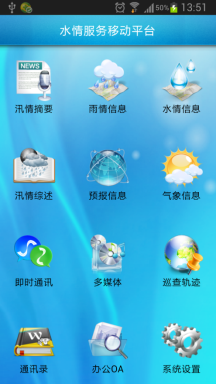 50% 13:51
水情服务移动平台
NEWS
汛情摘要 雨情信息 水情信息
汛情综述 预报信息 气象信息
即时通讯 多媒体 巡查轨迹
W
通讯录 办公OA 系统设置